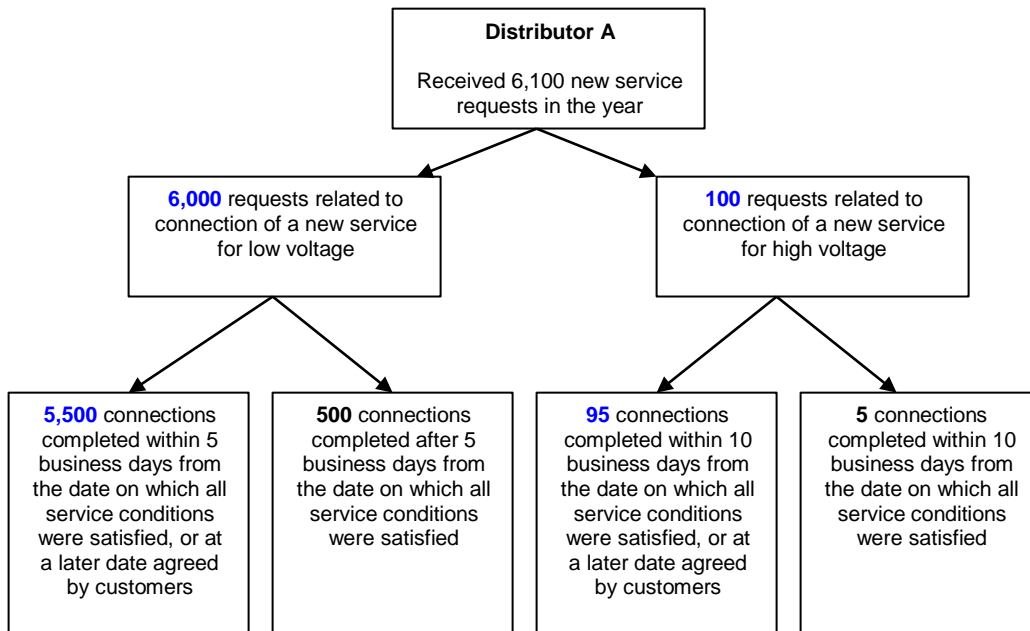 Distributor A
Received 6,100 new service
requests in the year
6,000 requests related to
connection of a new service
for low voltage
100 requests related to
connection of a new service
for high voltage
5,500 connections
completed within 5
business days from
the date on which all
service conditions
were satisfied, or at
a later date agreed
by customers
500 connections
completed after 5
business days from
the date on which all
service conditions
were satisfied
95 connections
completed within 10
business days from
the date on which all
service conditions
were satisfied, or at
a later date agreed
by customers
5 connections
completed within 10
business days from
the date on which all
service conditions
were satisfied